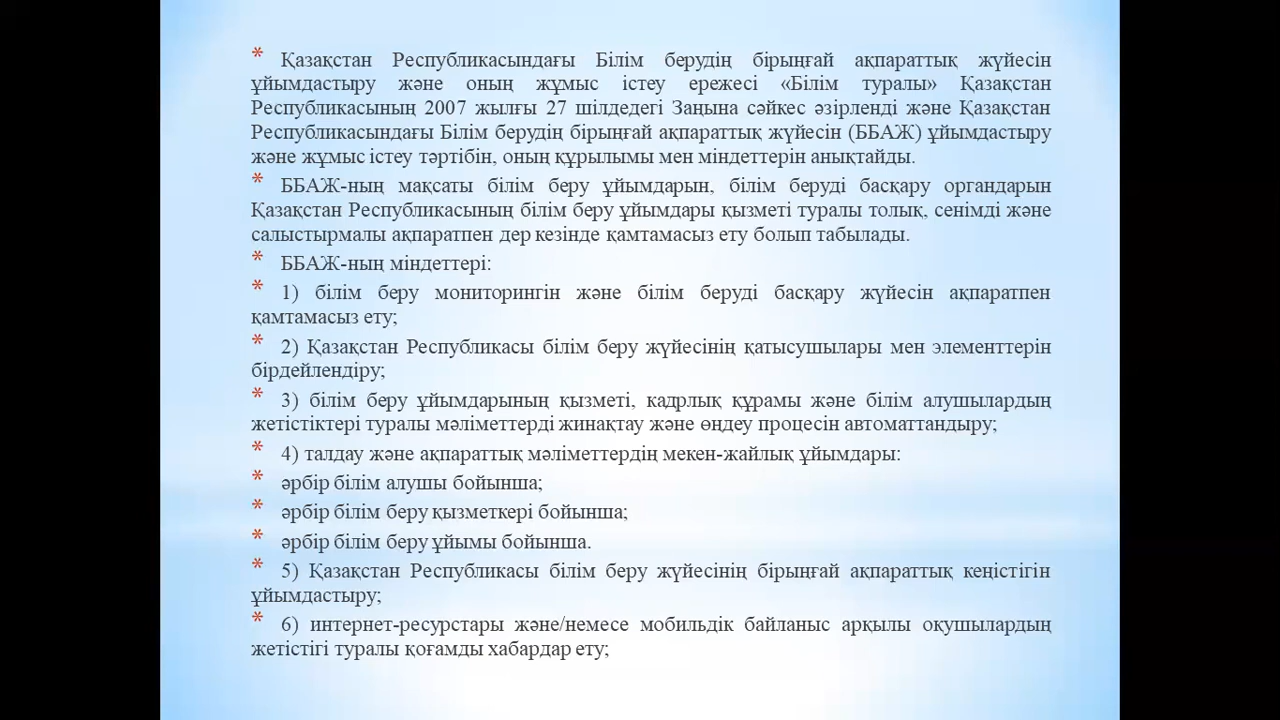 * Қазақстан Республикасындағы Білім берудің бірыңғай ақпараттық жүйесін
ұйымдастыру және оның жұмыс істеу ережесі «Білім туралы» Қазақстан
Республикасының 2007 жылғы 27 шілдедегі Заңына сәйкес әзірленді және Қазақстан
Республикасындағы Білім берудің бірыңғай ақпараттық жүйесін (ББАЖ) ұйымдастыру
және жұмыс істеу тәртібін, оның құрылымы мен міндеттерін анықтайды.
* ББАЖ-ның мақсаты білім беру ұйымдарын, білім беруді басқару органдарын
Қазақстан Республикасының білім беру ұйымдары қызметі туралы толық, сенімді және
салыстырмалы ақпаратпен дер кезінде қамтамасыз ету болып табылады.
* ББАЖ-ның міндеттері:
* 1) білім беру мониторингін және білім беруді басқару жүйесін ақпаратпен
қамтамасыз ету;
* 2) Қазақстан Республикасы білім беру жүйесінің қатысушылары мен элементтерін
бірдейлендіру;
* 3) білім беру ұйымдарының қызметі, кадрлық құрамы және білім алушылардың
жетістіктері туралы мәліметтерді жинақтау және өңдеу процесін автоматтандыру;
* 4) талдау және ақпараттық мәліметтердің мекен-жайлық ұйымдары:
* әрбір білім алушы бойынша;
* әрбір білім беру қызметкері бойынша;
* әрбір білім беру ұйымы бойынша.
* 5) Қазақстан Республикасы білім беру жүйесінің бірыңғай ақпараттық кеңістігін
ұйымдастыру;
* 6) интернет-ресурстары және/немесе мобильдік байланыс арқылы оқушылардың
жетістігі туралы қоғамды хабардар ету;